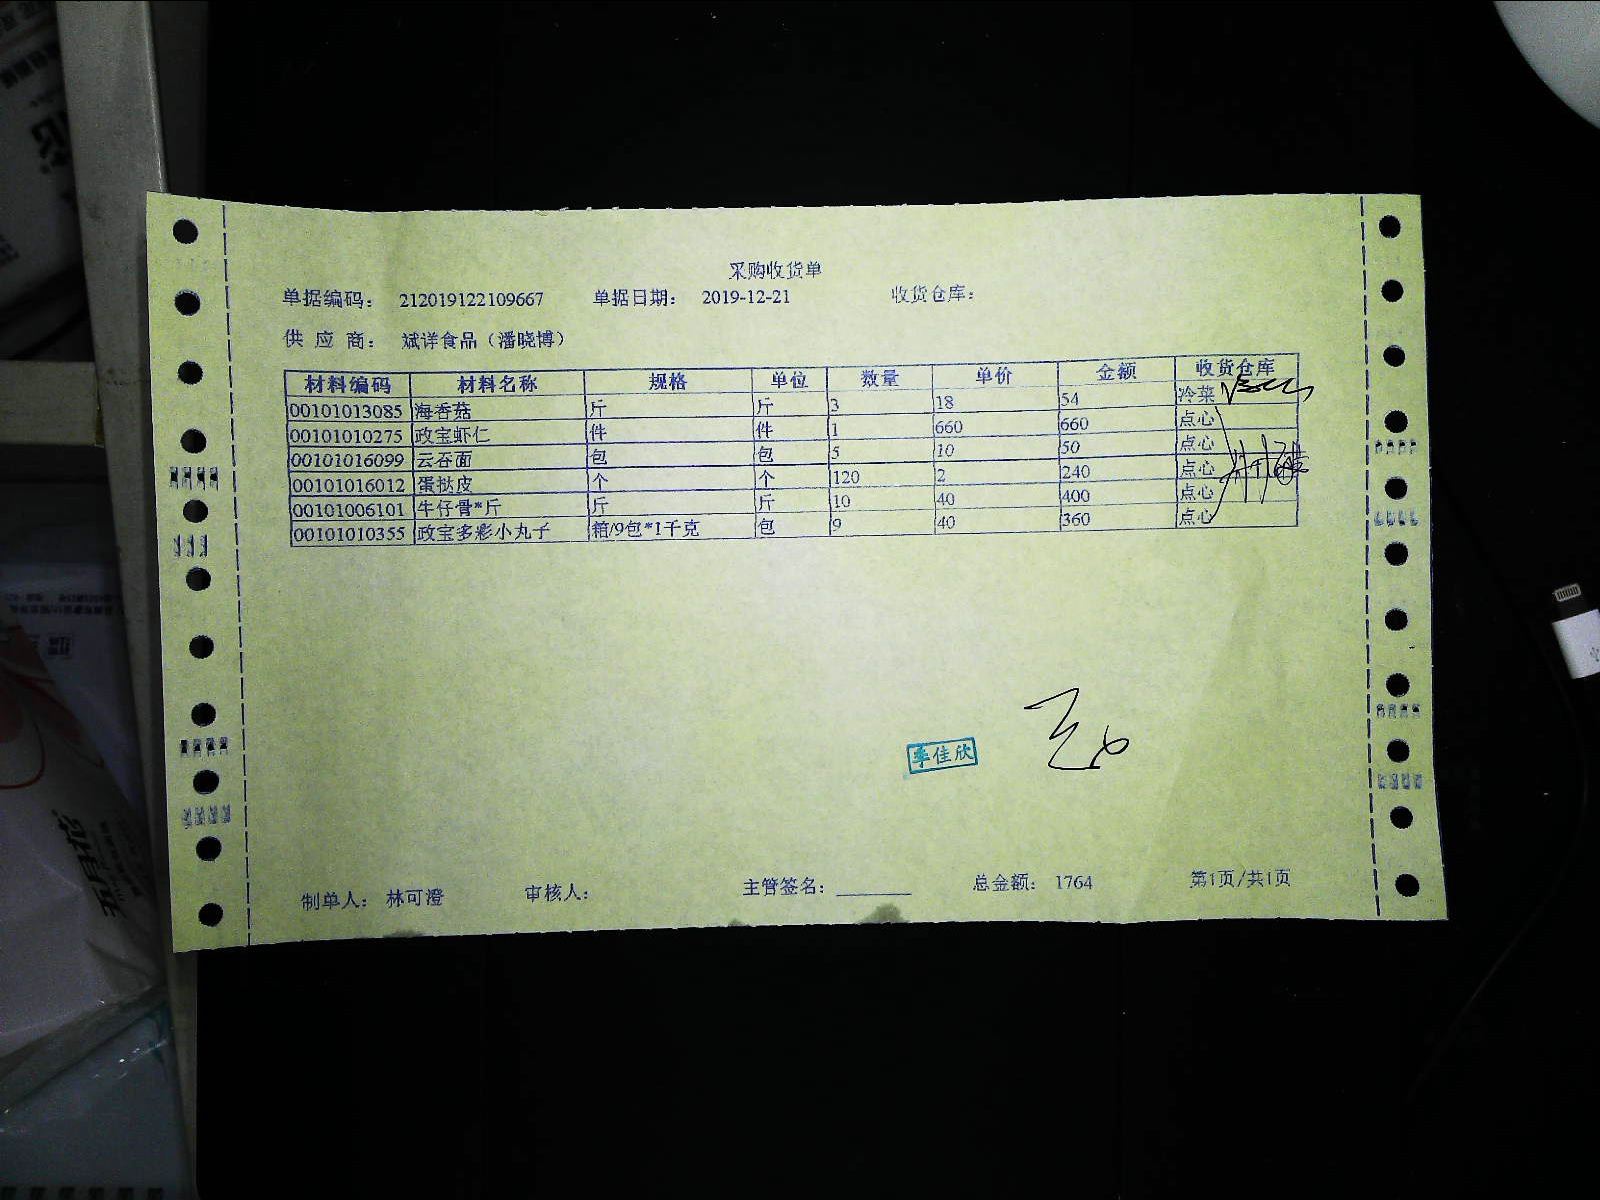 采购收货单
单据编码： 212019122109667 单据日期： 2019-12-21 收货仓库：
供 应 商： 斌详食品（潘晓博）
材料编码 材料名称 规格 单位 数量 单价 金额 收货仓库
00101013085 海香菇 斤 斤 3 18 54 冷菜
00101010275 政宝虾仁 件 件 1 660 660 点心
00101016099 云吞面 包 包 5 10 50 点心
00101016012 蛋挞皮 个 个 120 2 240 点心
00101006101 牛仔骨*斤 斤 斤 10 40 400 点心
00101010355 政宝多彩小丸子 箱/9包*1千克 包 9 40 360 点心
季佳欣
制单人： 林可澄 审核人： 主管签名：________ 总金额： 1764 第1页/共1页